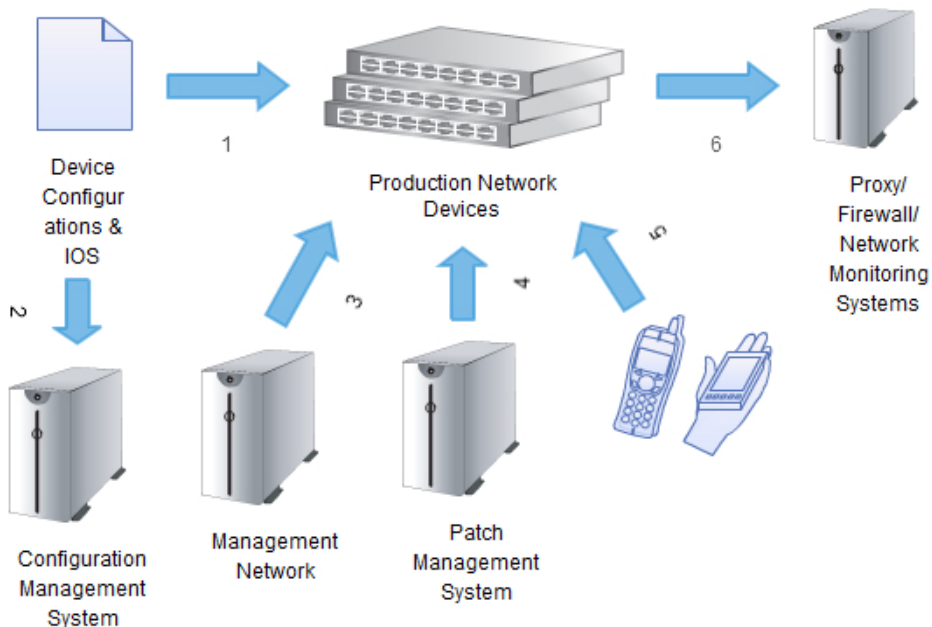 1
6
Device
Configur
ations &
IOS
Production Network
Devices
Proxy/
Firewall/
Network
Monitoring
Systems
2
3
4
5
Configuration
Management
System
Management
Network
Patch
Management
System